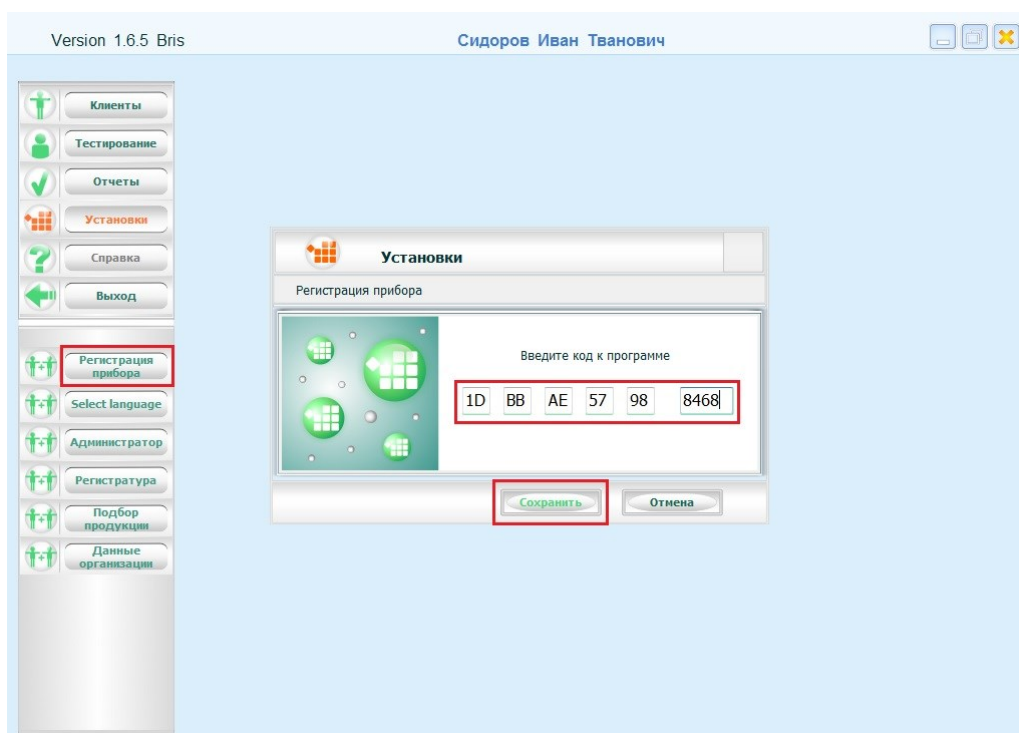 Version 1.6.5 Bris
Сидоров Иван Тванович
Клиенты
Тестирование
Отчеты
Установки
Справка
Выход
Регистрация
прибора
Select language
Администратор
Регистратура
Подбор
продукции
Данные
организации
Установки
Регистрация прибора
Введите код к программе
1D BB AE 57 98 8468
Сохранить
Отмена